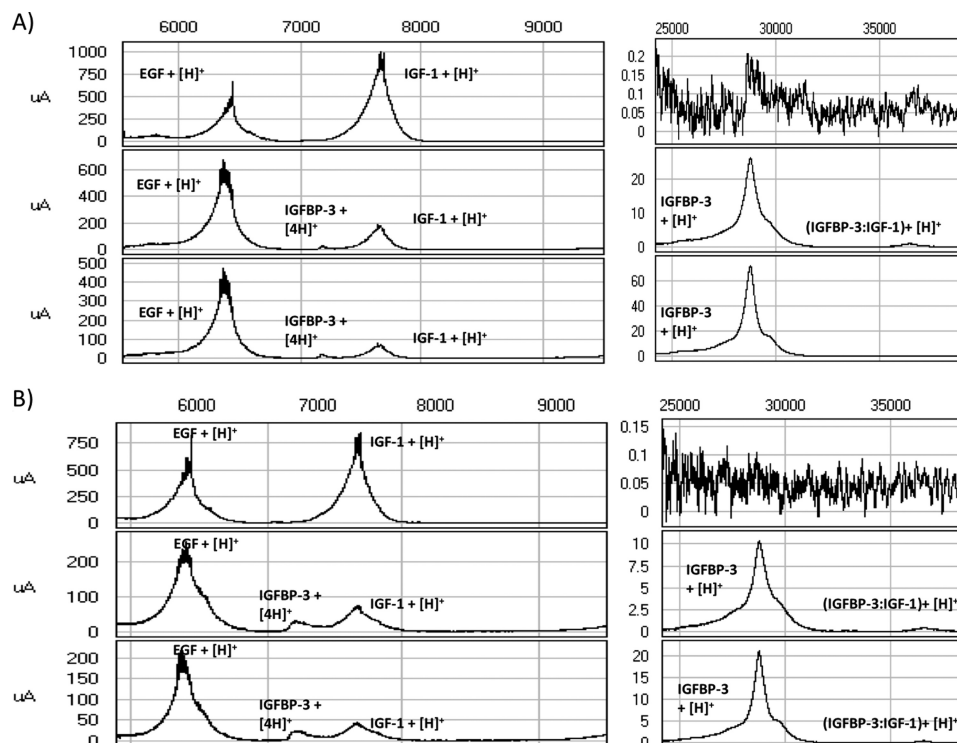 A)
6000 7000 8000 9000
25000 30000 35000
1000
750
500
250
0
uA
EGF + [H]⁺
IGF-1 + [H]⁺
0.2
0.15
0.1
0.05
0
600
400
200
0
uA
EGF + [H]⁺
IGFBP-3 +
[4H]⁺
IGF-1 + [H]⁺
20
10
0
IGFBP-3
+ [H]⁺
(IGFBP-3:IGF-1)+ [H]⁺
500
400
300
200
100
0
uA
EGF + [H]⁺
IGFBP-3 +
[4H]⁺
IGF-1 + [H]⁺
60
40
20
0
IGFBP-3
+ [H]⁺
B)
6000 7000 8000 9000
25000 30000 35000
750
500
250
0
uA
EGF + [H]⁺
IGF-1 + [H]⁺
0.15
0.1
0.05
0
200
100
0
uA
EGF + [H]⁺
IGFBP-3 +
[4H]⁺
IGF-1 + [H]⁺
10
7.5
5
2.5
0
IGFBP-3
+ [H]⁺
(IGFBP-3:IGF-1)+ [H]⁺
200
150
100
50
0
uA
EGF + [H]⁺
IGFBP-3 +
[4H]⁺
IGF-1 + [H]⁺
20
15
10
5
0
IGFBP-3
+ [H]⁺
(IGFBP-3:IGF-1)+ [H]⁺